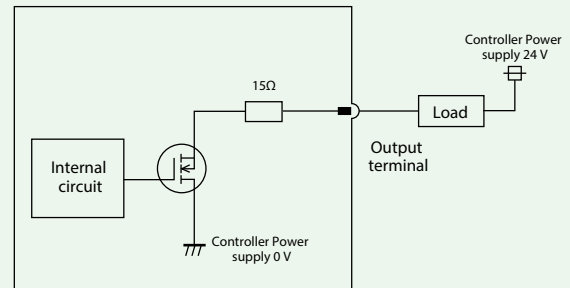 Controller Power
supply 24 V
15Ω
Load
Output
terminal
Internal
circuit
Controller Power
supply 0 V